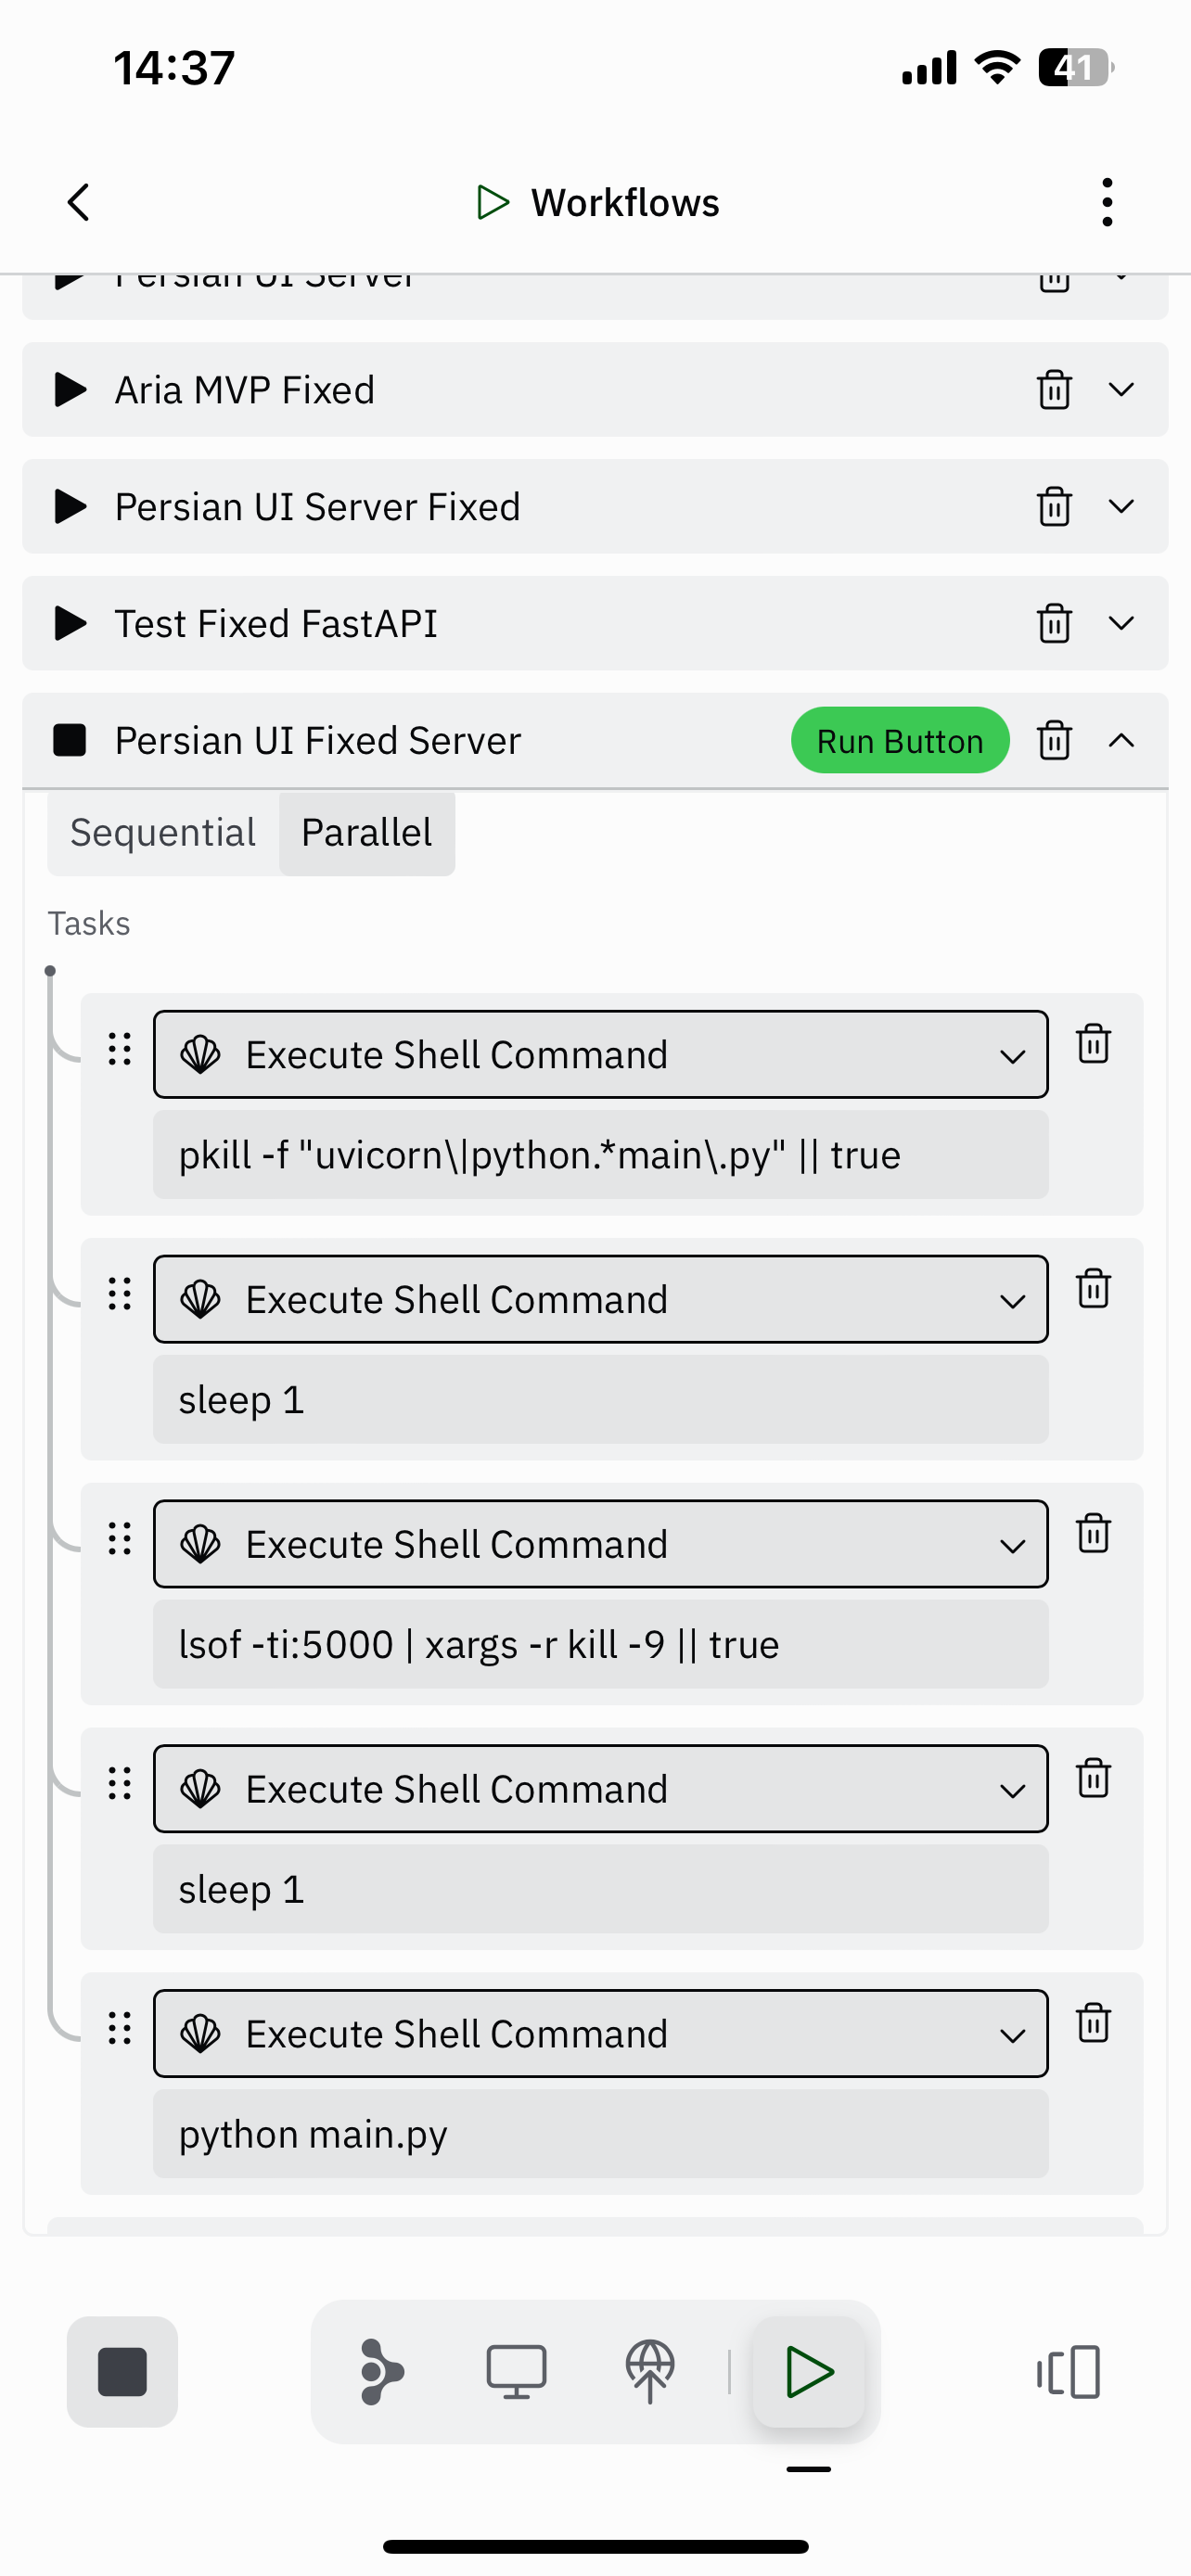 14:37
41
Workflows
Persian UI Server
Aria MVP Fixed
Persian UI Server Fixed
Test Fixed FastAPI
Persian UI Fixed Server
Run Button
Sequential
Parallel
Tasks
Execute Shell Command
pkill -f "uvicorn\|python.*main\.py" || true
Execute Shell Command
sleep 1
Execute Shell Command
lsof -ti:5000 | xargs -r kill -9 || true
Execute Shell Command
sleep 1
Execute Shell Command
python main.py